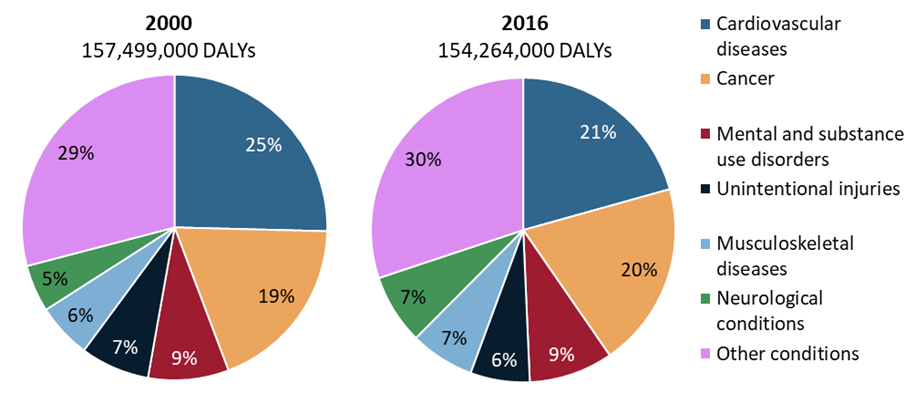 2000
157,499,000 DALYs
25%
19%
9%
7%
6%
5%
29%
2016
154,264,000 DALYs
21%
20%
9%
6%
7%
7%
30%
Cardiovascular
diseases
Cancer
Mental and substance
use disorders
Unintentional injuries
Musculoskeletal
diseases
Neurological
conditions
Other conditions